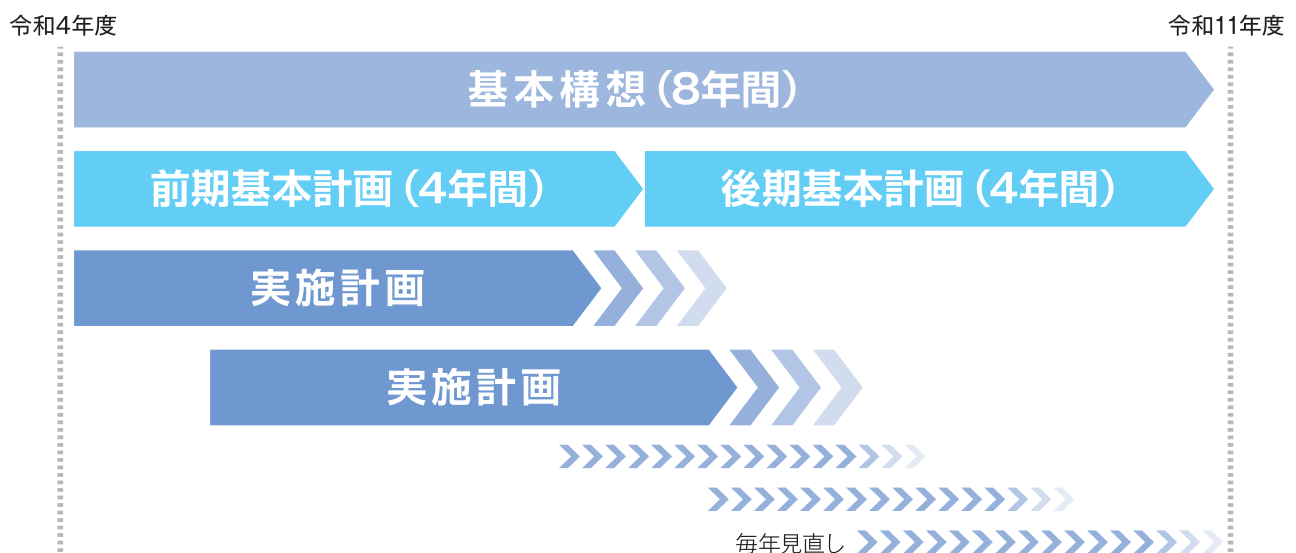 令和4年度
令和11年度
基本構想（8年間）
前期基本計画（4年間）
後期基本計画（4年間）
実施計画
実施計画
毎年見直し